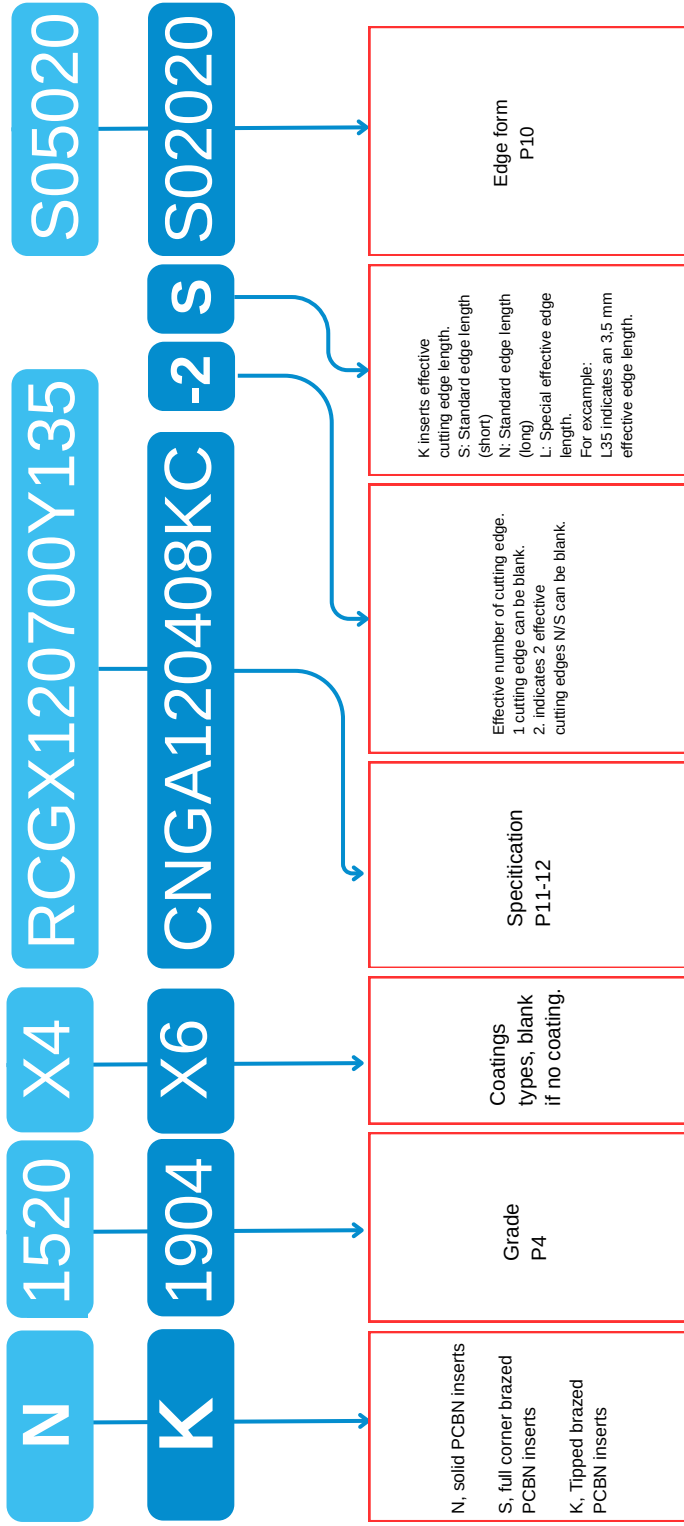 N
1520
X4
RCGX120700Y135
S05020
K
1904
X6
CNGA120408KC
-2
S
S02020
N, solid PCBN inserts
S, full corner brazed
PCBN inserts
K, Tipped brazed
PCBN inserts
Grade
P4
Coatings
types, blank
if no coating.
Specitication
P11-12
Effective number of cutting edge.
1 cutting edge can be blank.
2. indicates 2 effective
cutting edges N/S can be blank.
K inserts effective
cutting edge length.
S: Standard edge length
(short)
N: Standard edge length
(long)
L: Special effective edge
length.
For excample:
L35 indicates an 3,5 mm
effective edge length.
Edge form
P10